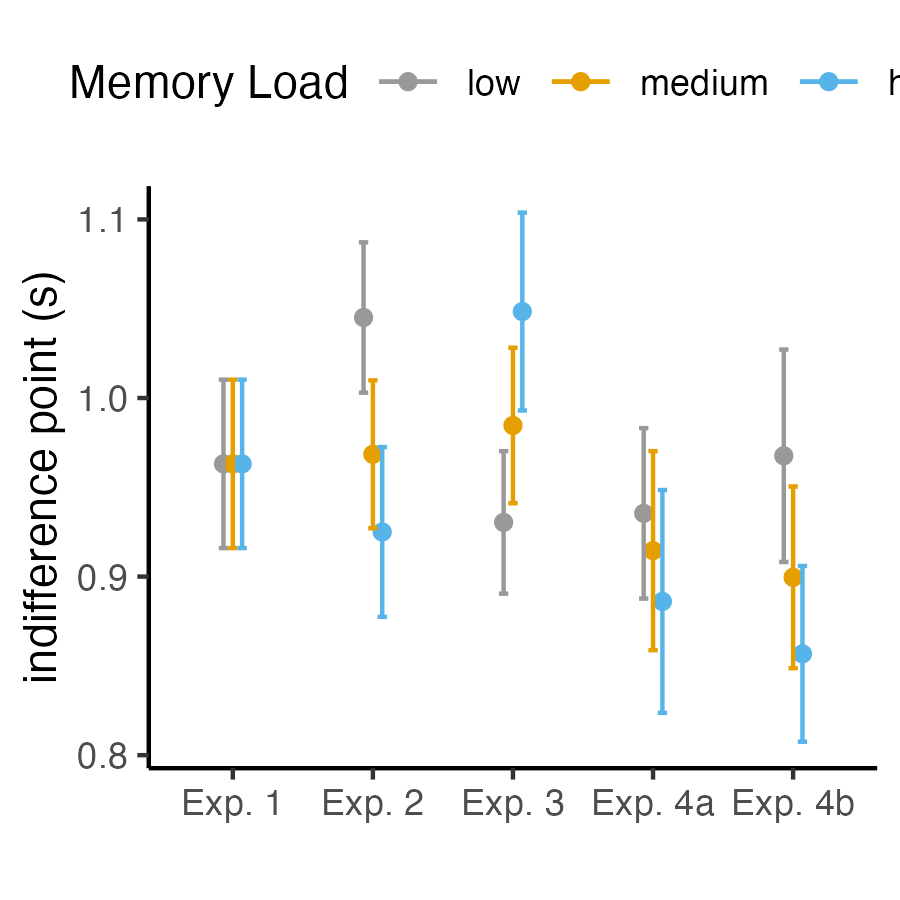 Memory Load low medium h
1.1
1.0
0.9
0.8
indifference point (s)
Exp. 1 Exp. 2 Exp. 3 Exp. 4a Exp. 4b